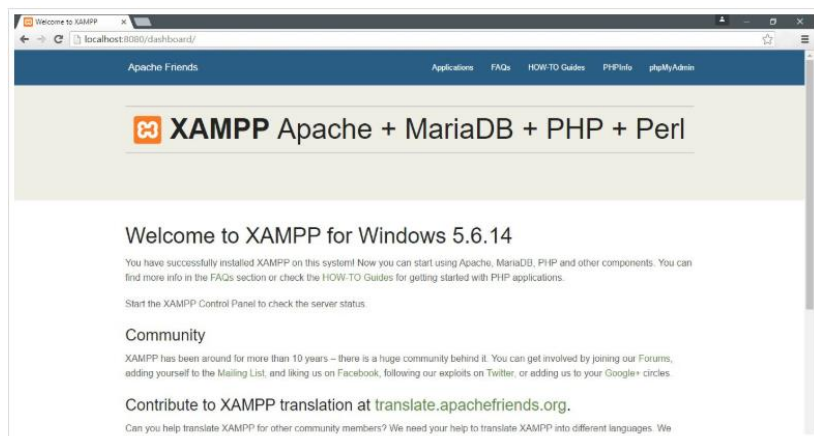 Welcome to XAMPP
localhost:8080/dashboard/
Apache Friends
Applications FAQs HOW-TO Guides PHPInfo phpMyAdmin
XAMPP Apache + MariaDB + PHP + Perl
Welcome to XAMPP for Windows 5.6.14
You have successfully installed XAMPP on this system! Now you can start using Apache, MariaDB, PHP and other components. You can
find more info in the FAQs section or check the HOW-TO Guides for getting started with PHP applications.
Start the XAMPP Control Panel to check the server status.
Community
XAMPP has been around for more than 10 years – there is a huge community behind it. You can get involved by joining our Forums,
adding yourself to the Mailing List, and liking us on Facebook, following our exploits on Twitter, or adding us to your Google+ circles.
Contribute to XAMPP translation at translate.apachefriends.org.
Can you help translate XAMPP for other community members? We need your help to translate XAMPP into different languages. We